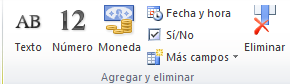 AB 12
Texto Número Moneda
Fecha y hora
Sí/No
Más campos
Eliminar
Agregar y eliminar